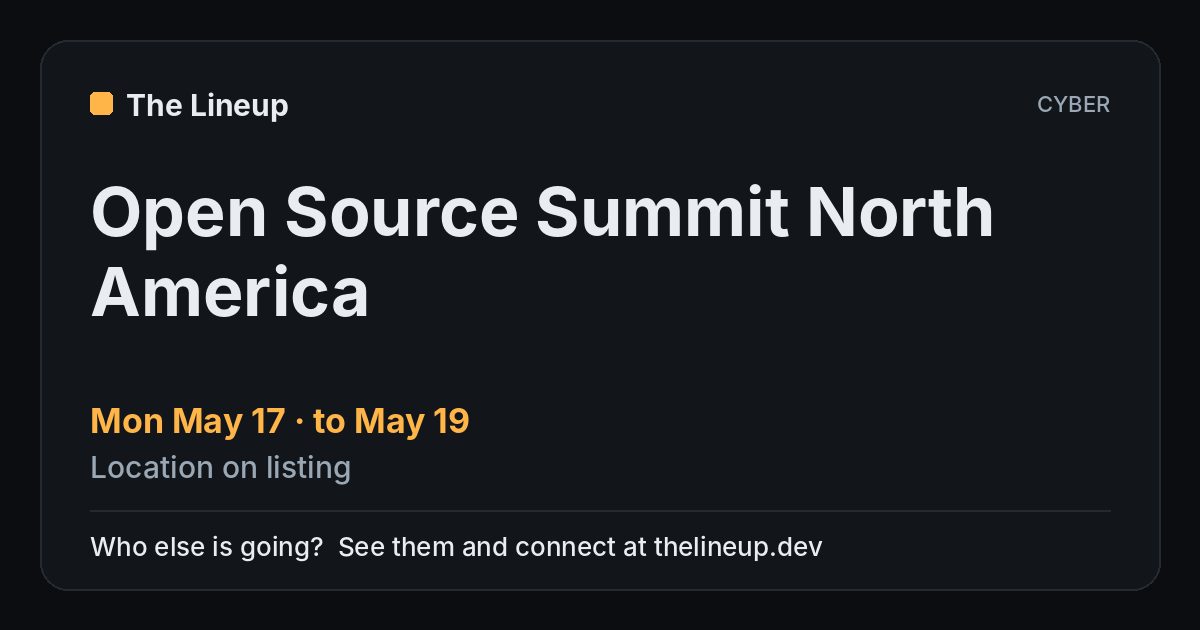 The Lineup
CYBER
Open Source Summit North
America
Mon May 17 · to May 19
Location on listing
Who else is going?  See them and connect at thelineup.dev